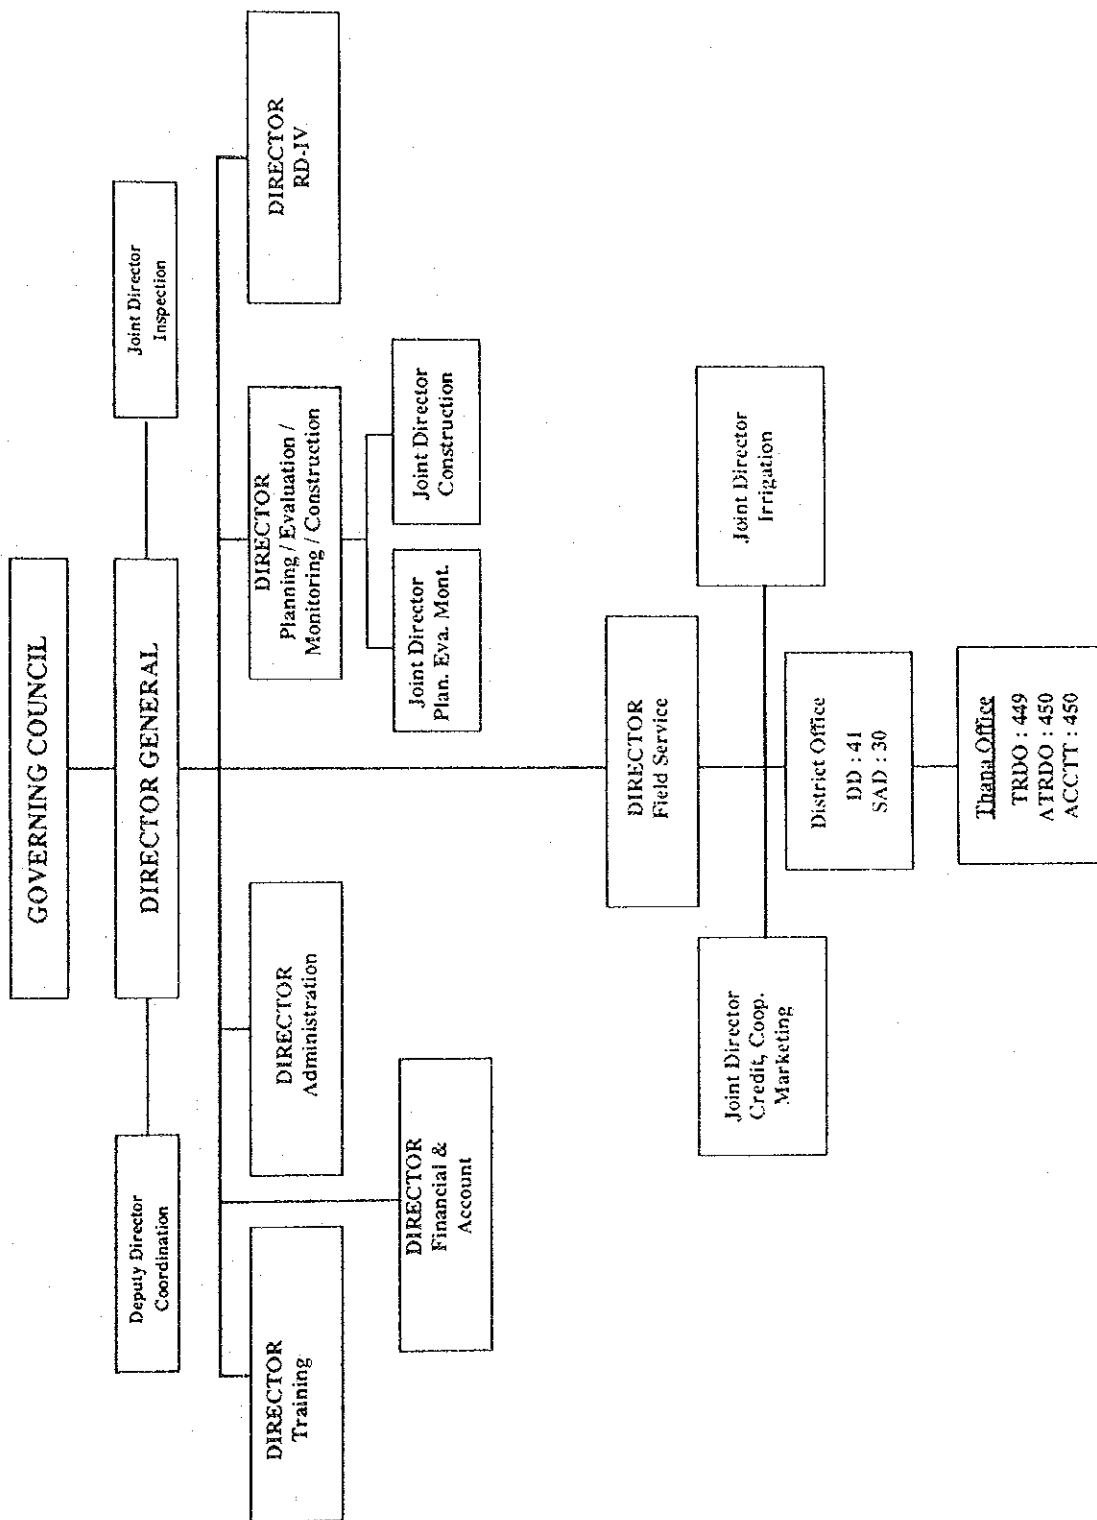 GOVERNING COUNCIL
Deputy Director
Coordination
DIRECTOR GENERAL
Joint Director
Inspection
DIRECTOR
Training
DIRECTOR
Administration
DIRECTOR
Planning / Evaluation /
Monitoring / Construction
DIRECTOR
RD-IV
DIRECTOR
Financial &
Account
Joint Director
Plan. Eva. Mont.
Joint Director
Construction
DIRECTOR
Field Service
Joint Director
Credit, Coop.
Marketing
District Office
DD : 41
SAD : 30
Joint Director
Irrigation
Thana Office
TRDO : 449
ATRDO : 450
ACCTT : 450